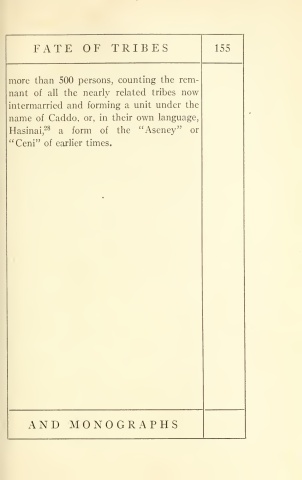 FATE OF TRIBES 155
more than 500 persons, counting the rem-
nant of all the nearly related tribes now
intermarried and forming a unit under the
name of Caddo, or, in their own language,
Hasinai,²⁸ a form of the "Aseney" or
"Ceni" of earlier times.
AND MONOGRAPHS